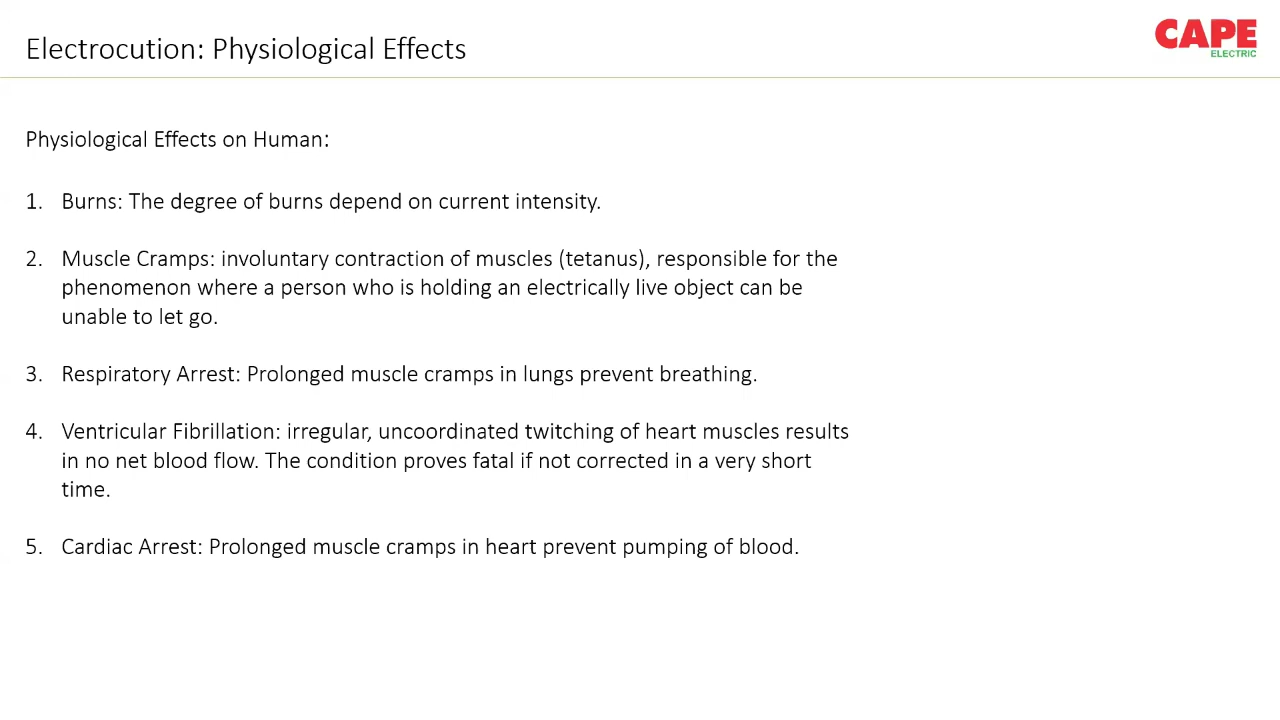 Electrocution: Physiological Effects
CAPE
ELECTRIC
Physiological Effects on Human:
1. Burns: The degree of burns depend on current intensity.
2. Muscle Cramps: involuntary contraction of muscles (tetanus), responsible for the
phenomenon where a person who is holding an electrically live object can be
unable to let go.
3. Respiratory Arrest: Prolonged muscle cramps in lungs prevent breathing.
4. Ventricular Fibrillation: irregular, uncoordinated twitching of heart muscles results
in no net blood flow. The condition proves fatal if not corrected in a very short
time.
5. Cardiac Arrest: Prolonged muscle cramps in heart prevent pumping of blood.